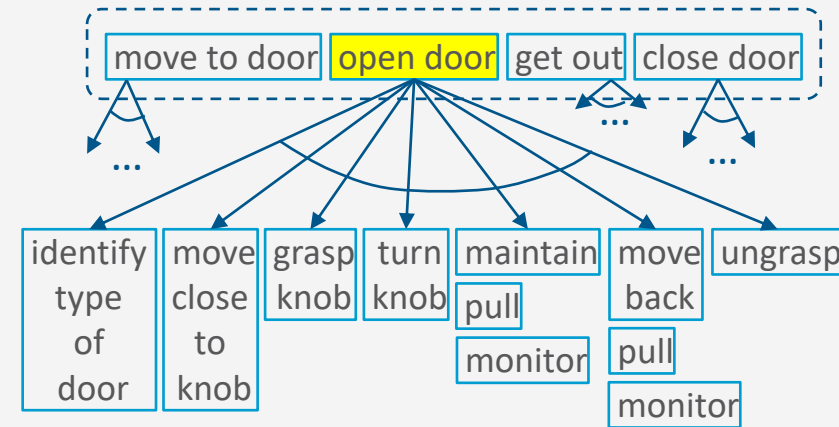 move to door
open door
get out
close door
...
...
...
identify
type
of
door
move
close
to
knob
grasp
knob
turn
knob
maintain
pull
monitor
move
back
pull
monitor
ungrasp